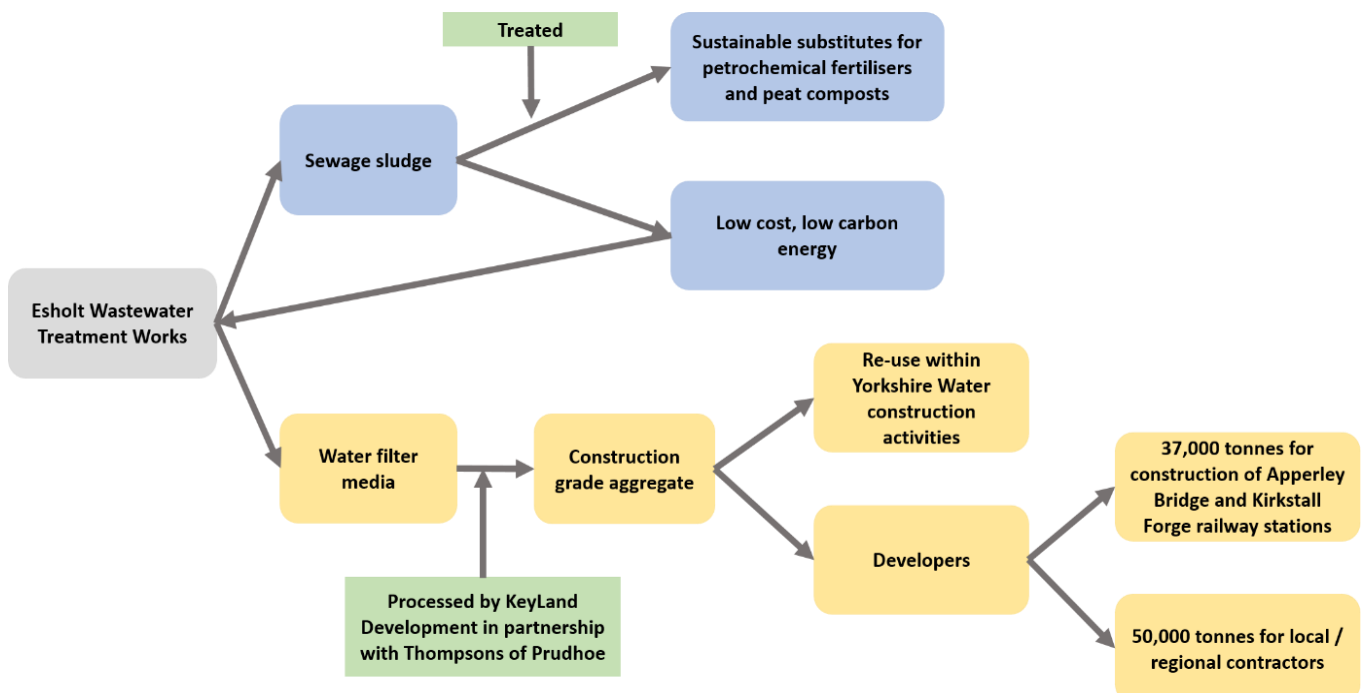 Treated
Sustainable substitutes for
petrochemical fertilisers
and peat composts
Sewage sludge
Low cost, low carbon
energy
Esholt Wastewater
Treatment Works
Re-use within
Yorkshire Water
construction
activities
Water filter
media
Construction
grade aggregate
37,000 tonnes for
construction of Apperley
Bridge and Kirkstall
Forge railway stations
Developers
Processed by KeyLand
Development in partnership
with Thompsons of Prudhoe
50,000 tonnes for local /
regional contractors